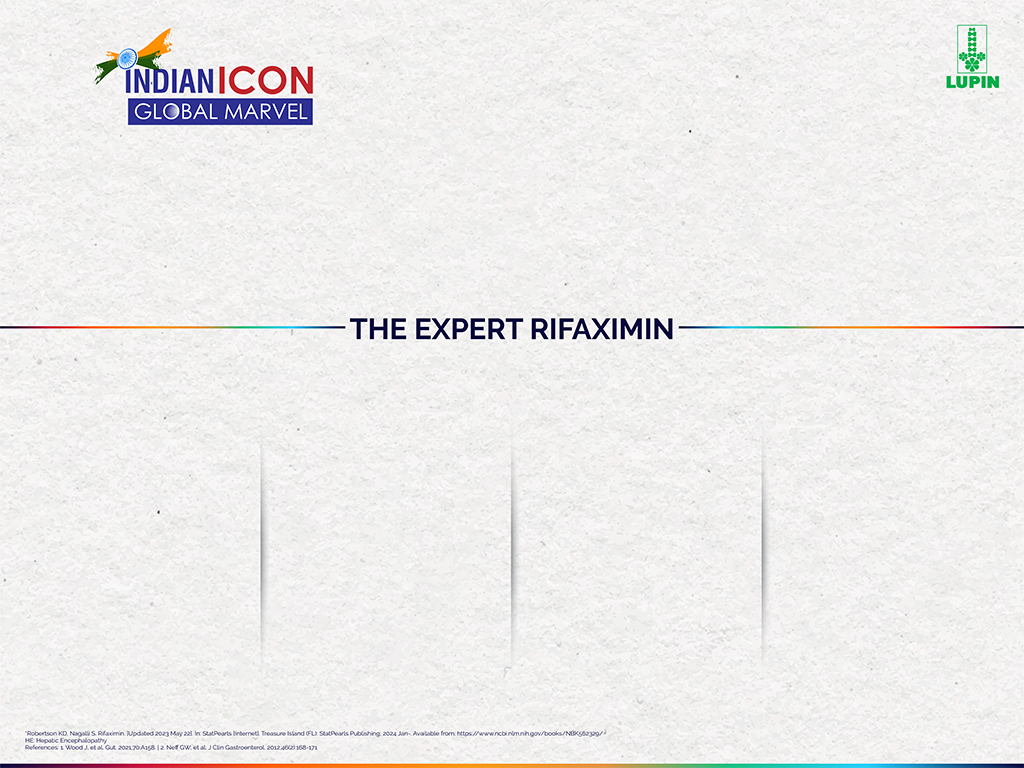 INDIAN ICON
GLOBAL MARVEL
LUPIN
THE EXPERT RIFAXIMIN
*Robertson KD, Nagalli S. Rifaximin. [Updated 2023 May 22]. In: StatPearls [Internet]. Treasure Island (FL): StatPearls Publishing; 2024 Jan-. Available from: https://www.ncbi.nlm.nih.gov/books/NBK562329/
HE: Hepatic Encephalopathy
References: 1. Wood J, et al. Gut. 2021;70:A158. | 2. Neff GW, et al. J Clin Gastroenterol. 2012;46(2):168-171